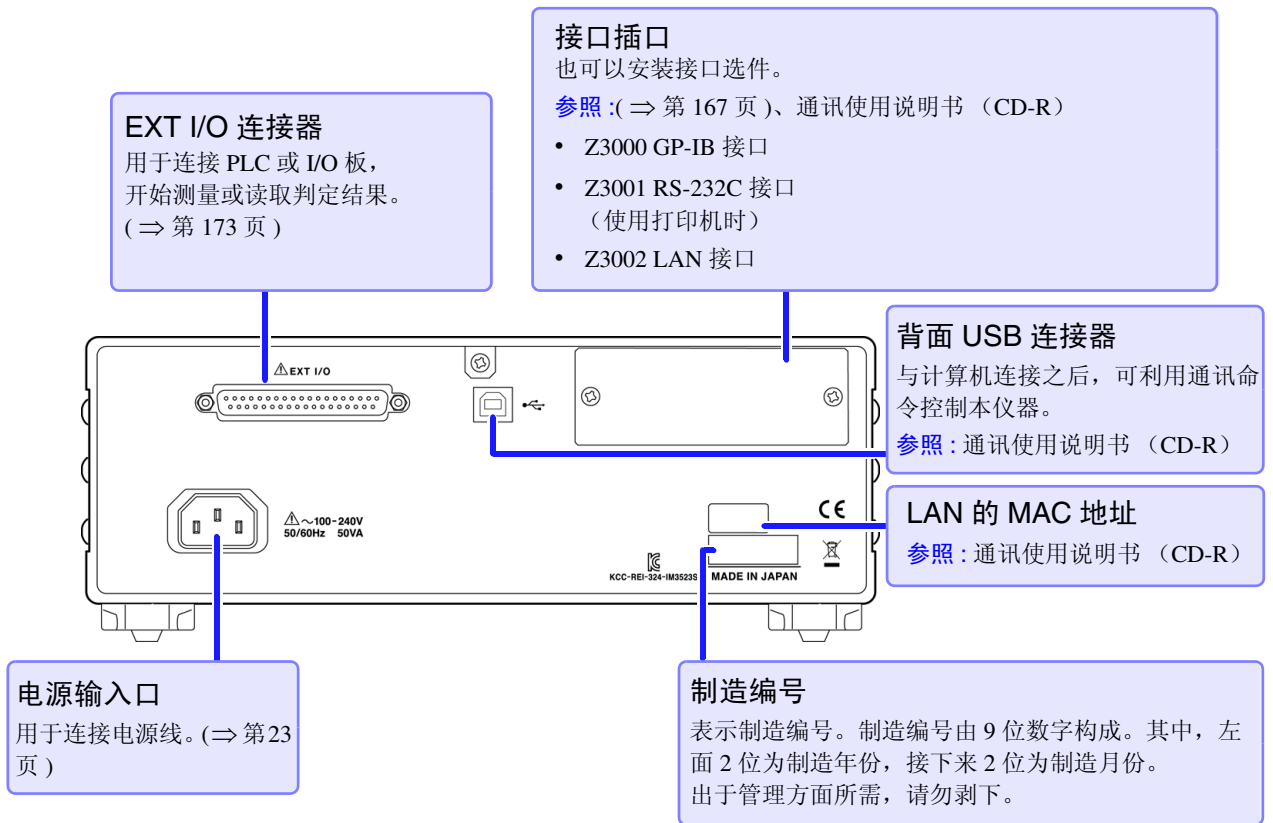 接口插口
也可以安装接口选件。
参照 :( ⇒ 第 167 页 )、通讯使用说明书 （CD-R）
• Z3000 GP-IB 接口
• Z3001 RS-232C 接口
（使用打印机时）
• Z3002 LAN 接口
EXT I/O 连接器
用于连接 PLC 或 I/O 板，
开始测量或读取判定结果。
( ⇒ 第 173 页 )
背面 USB 连接器
与计算机连接之后，可利用通讯命
令控制本仪器。
参照 : 通讯使用说明书 （CD-R）
LAN 的 MAC 地址
参照 : 通讯使用说明书 （CD-R）
⚠EXT I/O
⚠～100-240V
50/60Hz 50VA
CE
KCC-REI-324-IM3523S
MADE IN JAPAN
电源输入口
用于连接电源线。(⇒ 第23
页 )
制造编号
表示制造编号。制造编号由 9 位数字构成。其中，左
面 2 位为制造年份，接下来 2 位为制造月份。
出于管理方面所需，请勿剥下。